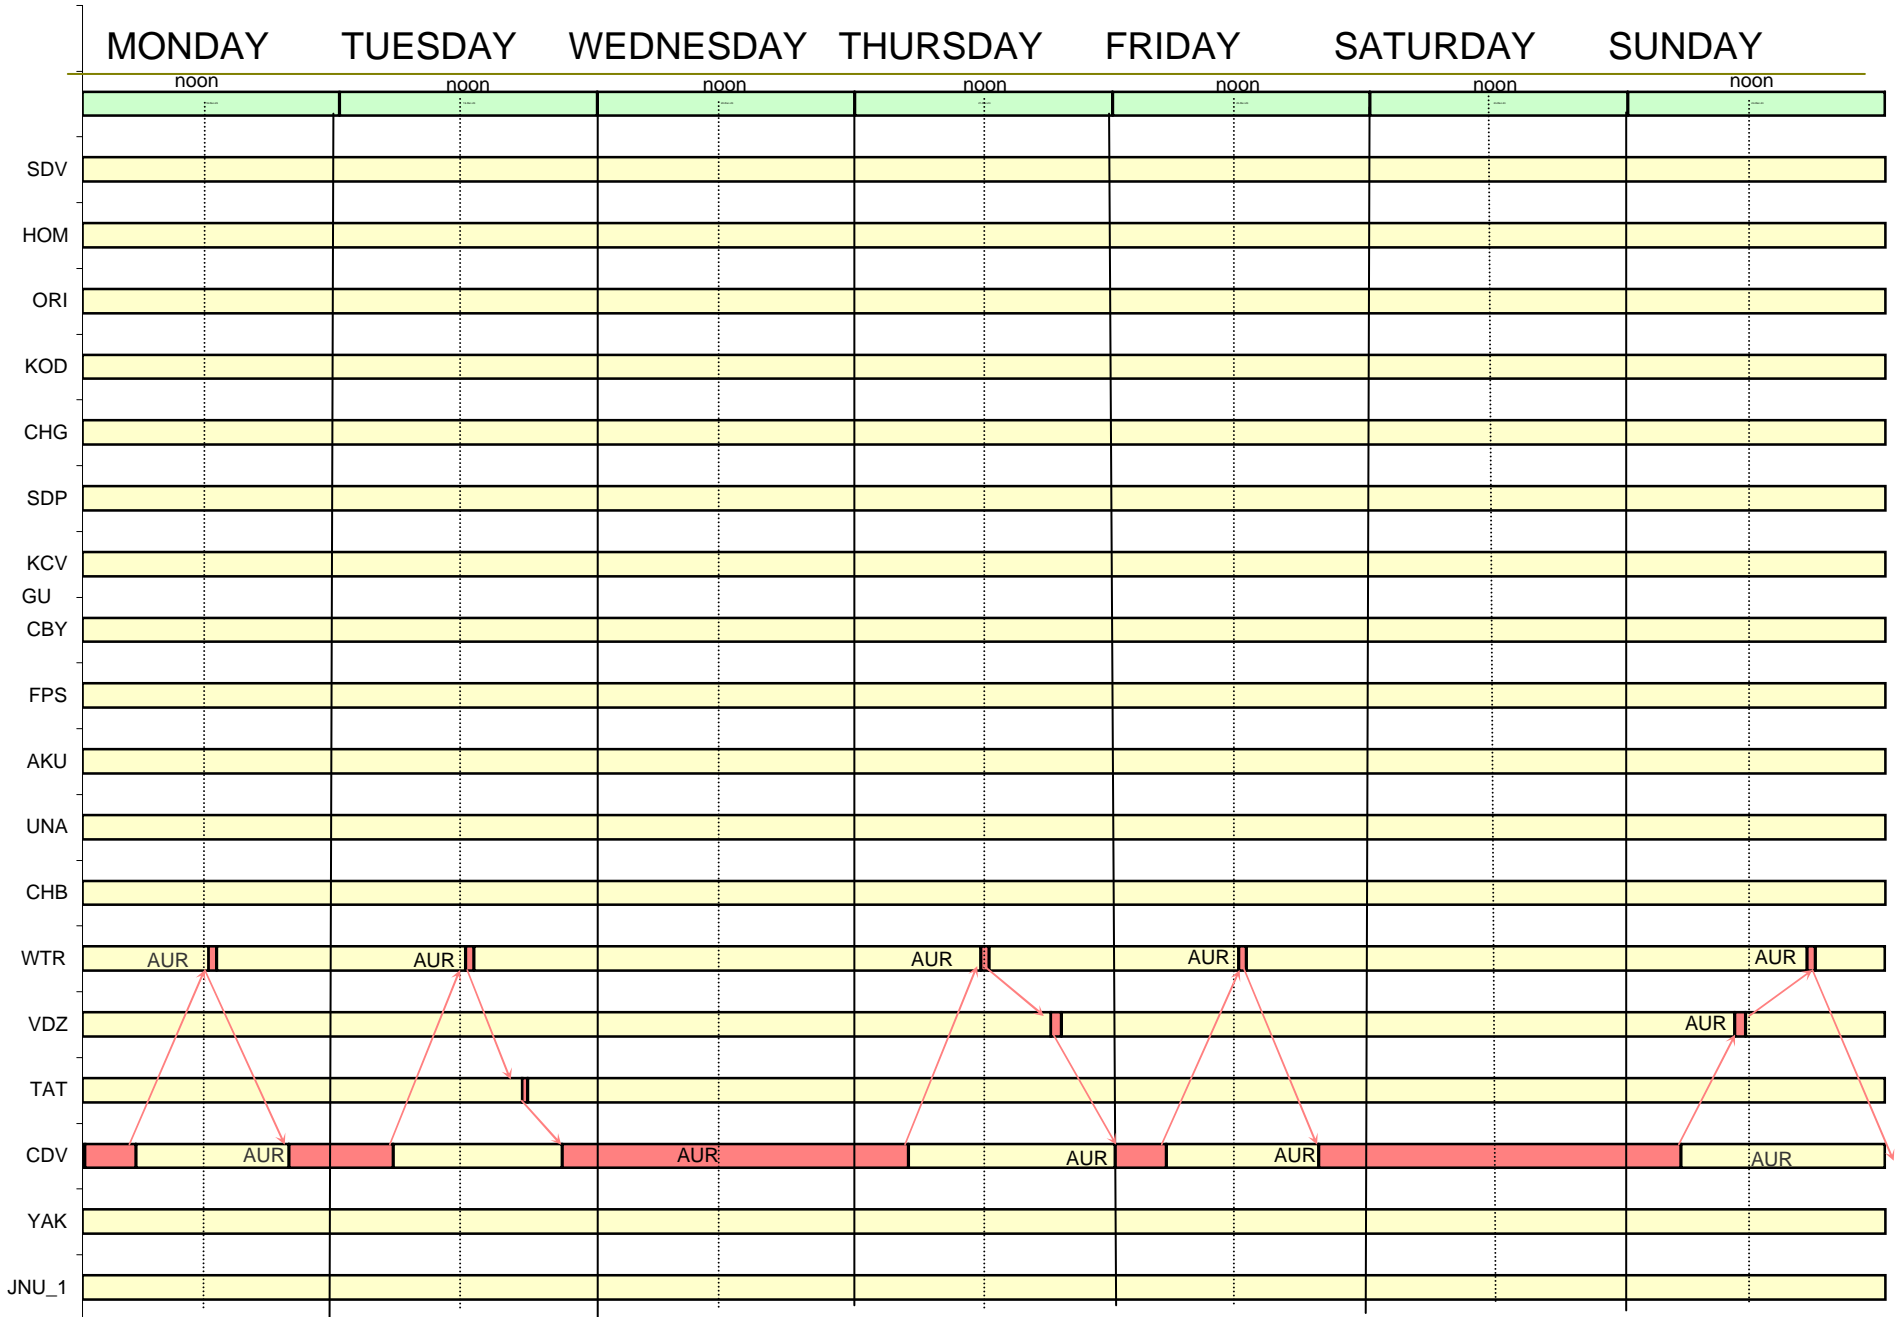 MONDAY TUESDAY WEDNESDAY THURSDAY FRIDAY SATURDAY SUNDAY
noon noon noon noon noon noon noon
SDV
HOM
ORI
KOD
CHG
SDP
KCV
GU
CBY
FPS
AKU
UNA
CHB
WTR AUR AUR AUR AUR AUR
VDZ AUR
TAT
CDV AUR AUR AUR AUR AUR
YAK
JNU_1